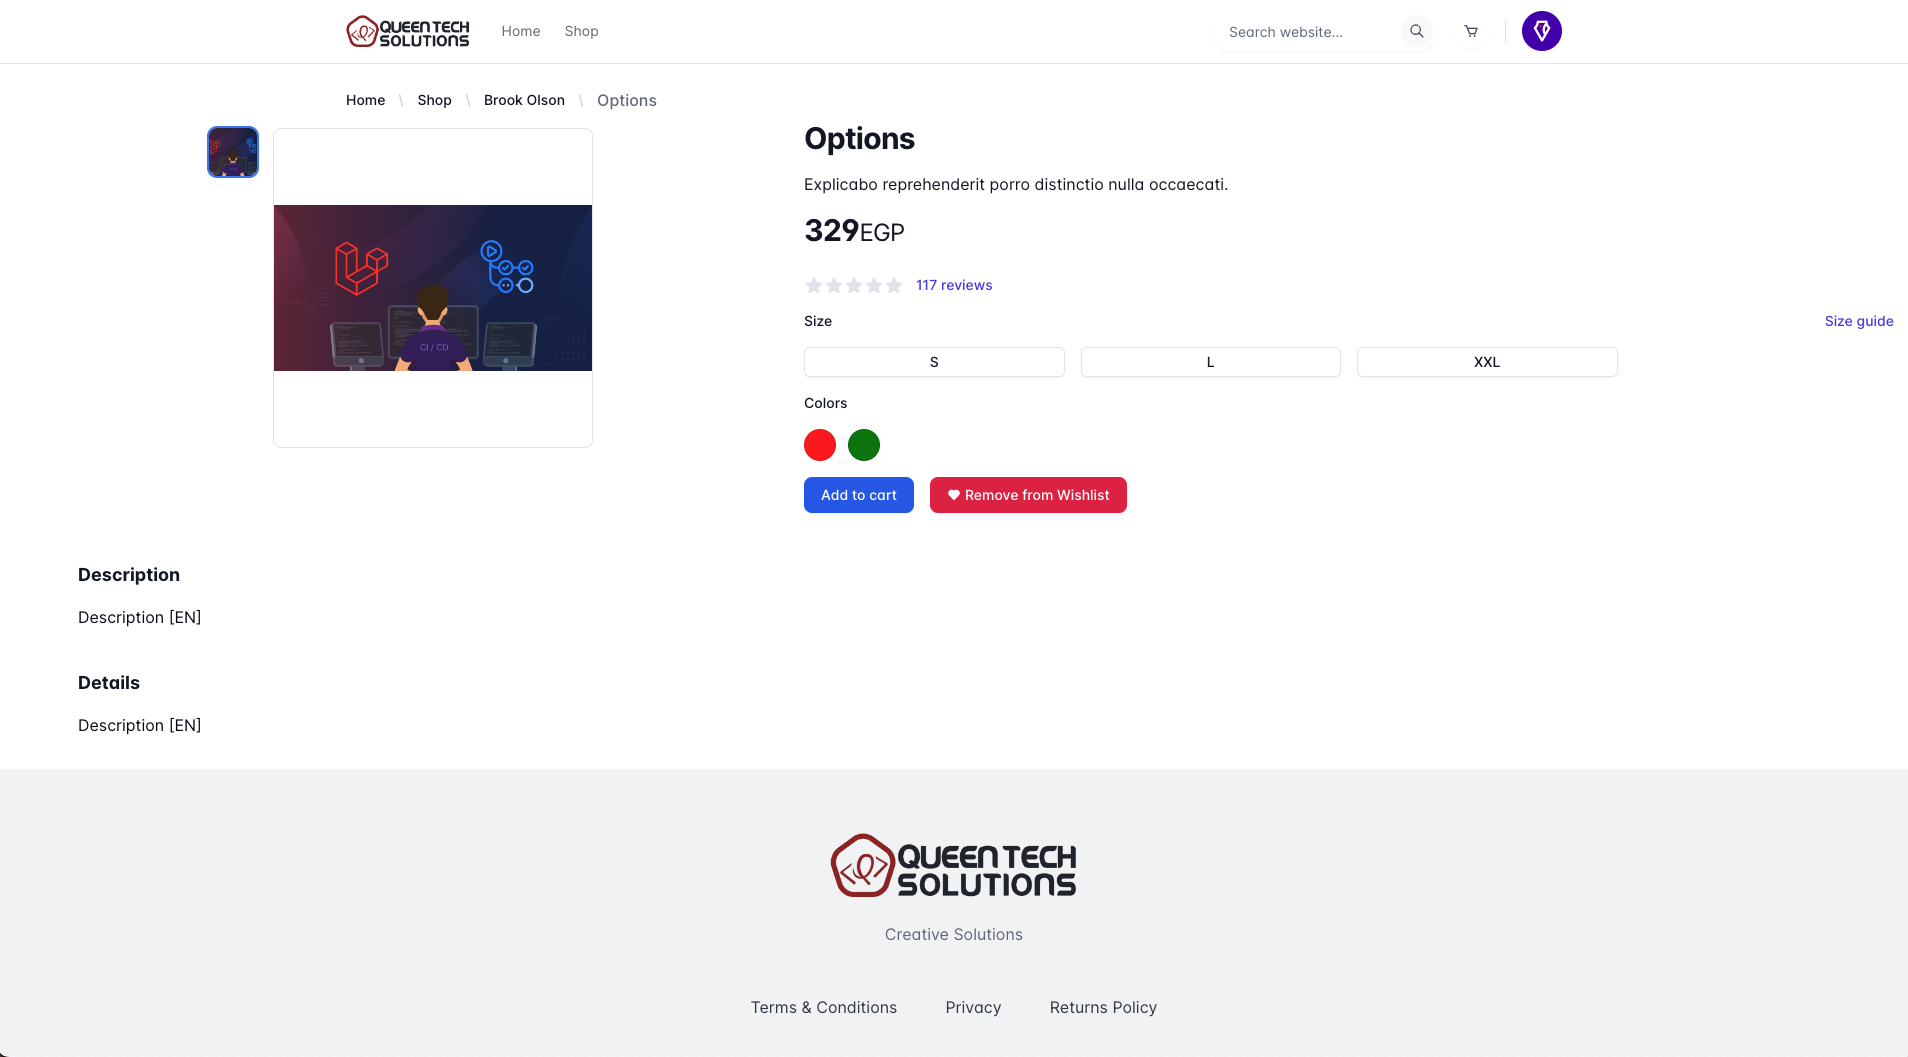 QUEEN TECH
SOLUTIONS
Home
Shop
Search website...
Home \ Shop \ Brook Olson \ Options
Options
Explicabo reprehenderit porro distinctio nulla occaecati.
329EGP
117 reviews
Size
Size guide
S
L
XXL
CI / CD
Colors
Add to cart
Remove from Wishlist
Description
Description [EN]
Details
Description [EN]
QUEEN TECH
SOLUTIONS
Creative Solutions
Terms & Conditions
Privacy
Returns Policy